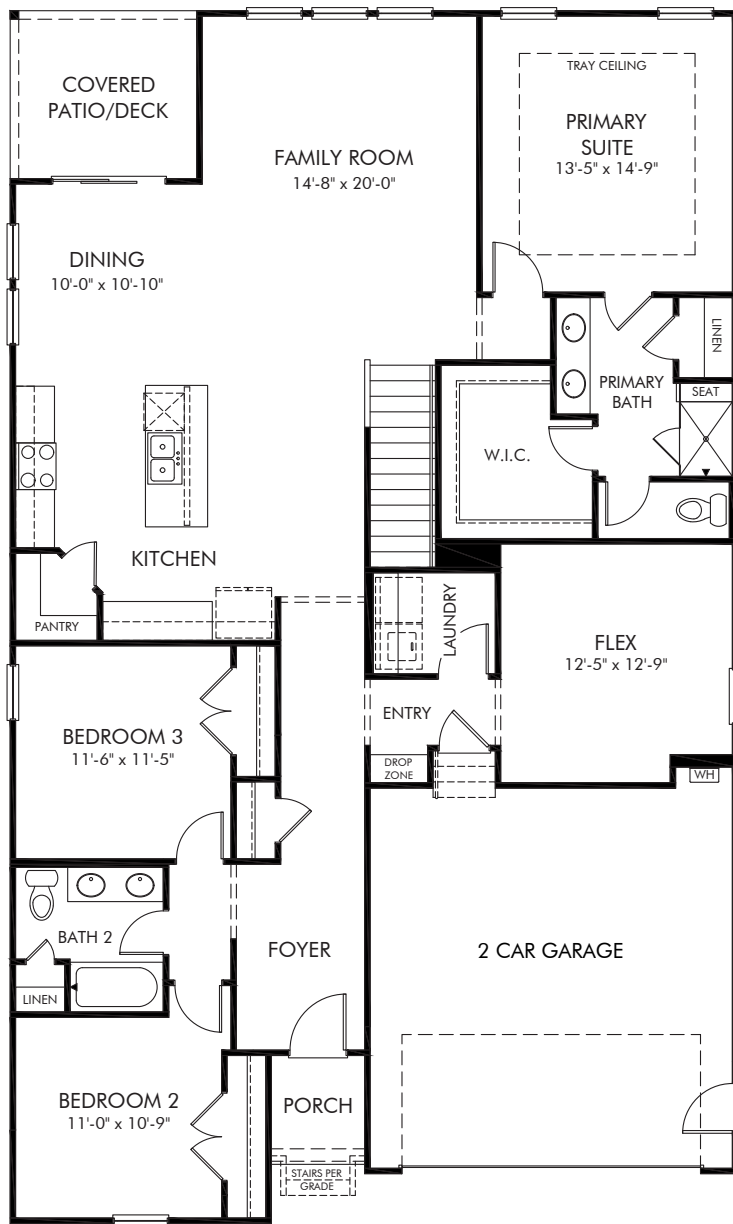 COVERED
PATIO/DECK
TRAY CEILING
PRIMARY
SUITE
13'-5" x 14'-9"
FAMILY ROOM
14'-8" x 20'-0"
DINING
10'-0" x 10'-10"
LINEN
PRIMARY
BATH
SEAT
W.I.C.
KITCHEN
PANTRY
LAUNDRY
FLEX
12'-5" x 12'-9"
ENTRY
BEDROOM 3
11'-6" x 11'-5"
DROP
ZONE
WH
BATH 2
FOYER
2 CAR GARAGE
LINEN
BEDROOM 2
11'-0" x 10'-9"
PORCH
STAIRS PER
GRADE